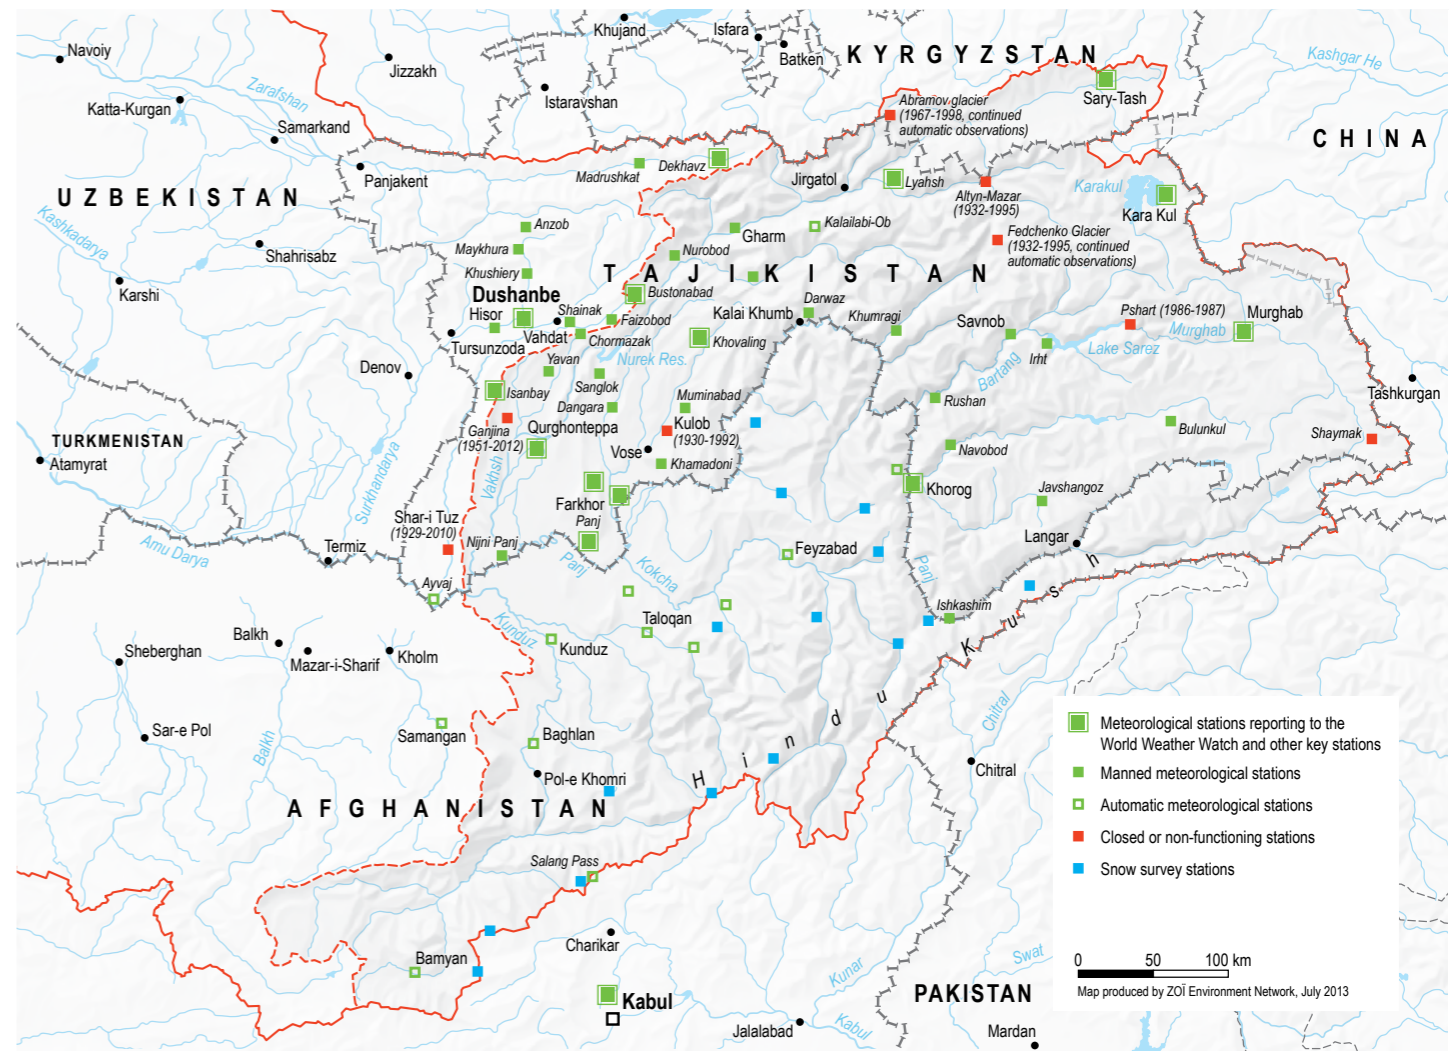 Khujand
Isfara
Batken
KYRGYZSTAN
Navoiy
Jizzakh
Kashgar He
Zarafshan
Katta-Kurgan
Istaravshan
Sary-Tash
Abramov glacier
(1967-1998, continued
automatic observations)
Samarkand
CHINA
Panjakent
Madrushkat
Dekhavz
Jirgatol
Lyahsh
Altyn-Mazar
(1932-1995)
Karakul
Kara Kul
UZBEKISTAN
Kashkadarya
Anzob
Gharm
Kalailabi-Ob
Fedchenko Glacier
(1932-1995, continued
automatic observations)
Shahrisabz
Maykhura
Nurobod
Khushiery
TAJIKISTAN
Karshi
Dushanbe
Hisor
Bustonabad
Shainak
Faizobod
Kalai Khumb
Darwaz
Khumragi
Savnob
Pshart (1986-1987)
Murghab
Murghab
Vahdat
Tursunzoda
Chormazak
Khovaling
Irht
Lake Sarez
Nurek Res.
Yavan
Denov
Sanglok
Bartang
Tashkurgan
Isanbay
Dangara
Muminabad
Rushan
Ganjina
(1951-2012)
Qurghonteppa
Kulob
(1930-1992)
Bulunkul
Shaymak
TURKMENISTAN
Atamyrat
Vose
Khamadoni
Navobod
Surkhandarya
Vakhsh
Farkhor
Khorog
Javshangoz
Shar-i Tuz
(1929-2010)
Panj
Langar
Amu Darya
Termiz
Nijni Panj
Panj
Kokcha
Feyzabad
Panj
Ayvaj
Ishkashim
Hindu Kush
Balkh
Kunduz
Taloqan
Sheberghan
Mazar-i-Sharif
Kholm
Kunduz
Sar-e Pol
Balkh
Samangan
Baghlan
Chitral
Pol-e Khomri
Chitral
AFGHANISTAN
Salang Pass
Charikar
Bamyan
Kunar
Swat
Kabul
PAKISTAN
Jalalabad
Kabul
Mardan
Meteorological stations reporting to the
World Weather Watch and other key stations
Manned meteorological stations
Automatic meteorological stations
Closed or non-functioning stations
Snow survey stations
0 50 100 km
Map produced by ZOÏ Environment Network, July 2013